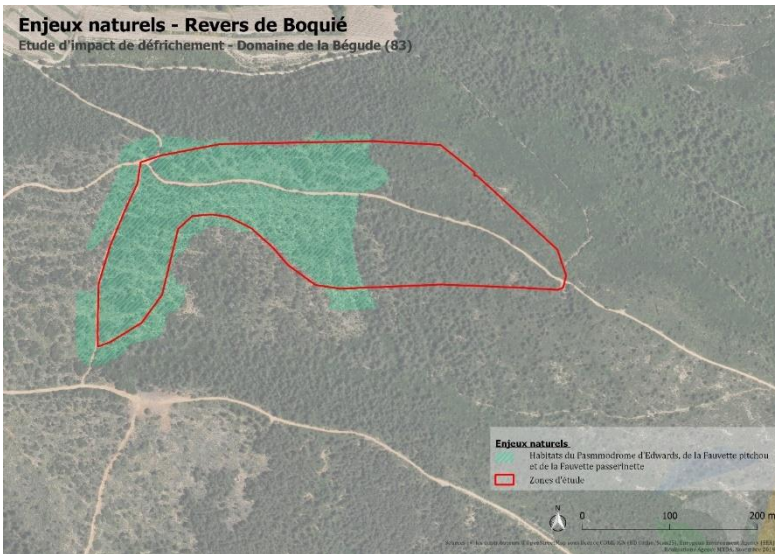 Enjeux naturels - Revers de Boquié
Etude d'impact de défrichement - Domaine de la Bégude (83)
Enjeux naturels
Habitats du Pasmmodrome d'Edwards, de la Fauvette pitchou
et de la Fauvette passerinette
Zones d'étude
N
0 100 200 m